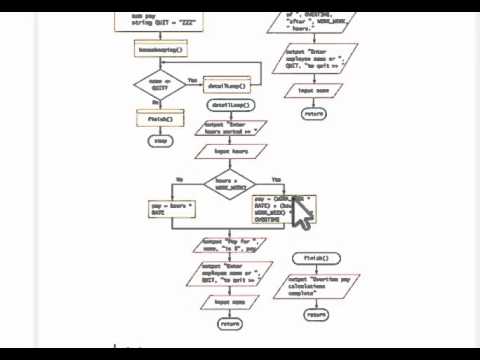 num pay
string QUIT = "ZZZ"
housekeeping()
name <>
QUIT?
Yes
No
detailLoop()
finish()
stop
of ", OVERTIME,
"after ", WORK_WEEK,
" hours."
output "Enter
employee name or ",
QUIT, "to quit >> "
input name
return
detailLoop()
output "Enter
hours worked >> "
input hours
hours >
WORK_WEEK?
No
Yes
pay = hours *
RATE
pay = (WORK_WEEK *
RATE) + (hou
WORK_WEEK) *
OVERTIME
output "Pay for ",
name, "is $", pay
output "Enter
employee name or ",
QUIT, "to quit >> "
input name
return
finish()
output "Overtime pay
calculations
complete"
return